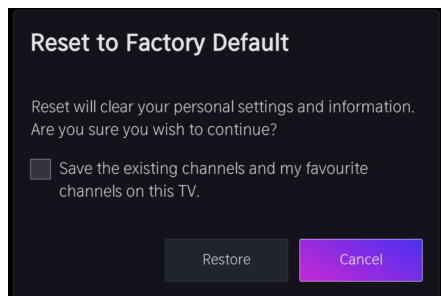 Reset to Factory Default
Reset will clear your personal settings and information.
Are you sure you wish to continue?
Save the existing channels and my favourite
channels on this TV.
Restore
Cancel